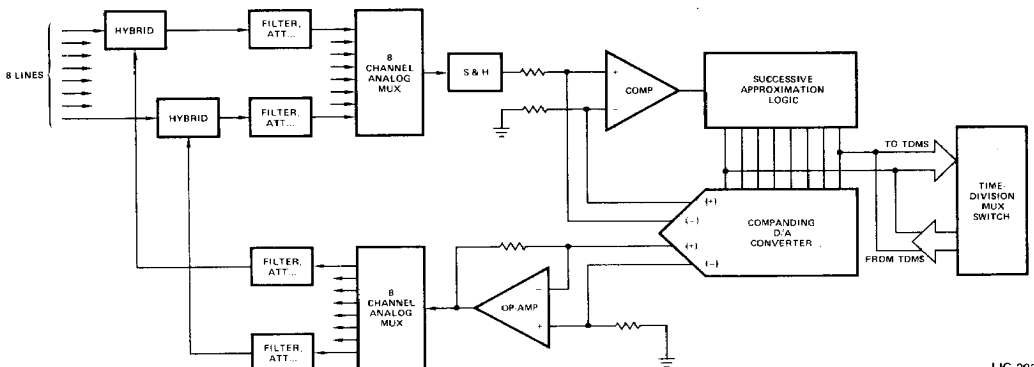 8 LINES
HYBRID
FILTER,
ATT...
8
CHANNEL
ANALOG
MUX
S & H
+
−
COMP
SUCCESSIVE
APPROXIMATION
LOGIC
HYBRID
FILTER,
ATT...
TO TDMS
TIME-
DIVISION
MUX
SWITCH
FROM TDMS
(+)
(−)
(+)
(−)
COMPANDING
D/A
CONVERTER
FILTER,
ATT...
8
CHANNEL
ANALOG
MUX
−
+
OP-AMP
FILTER,
ATT...